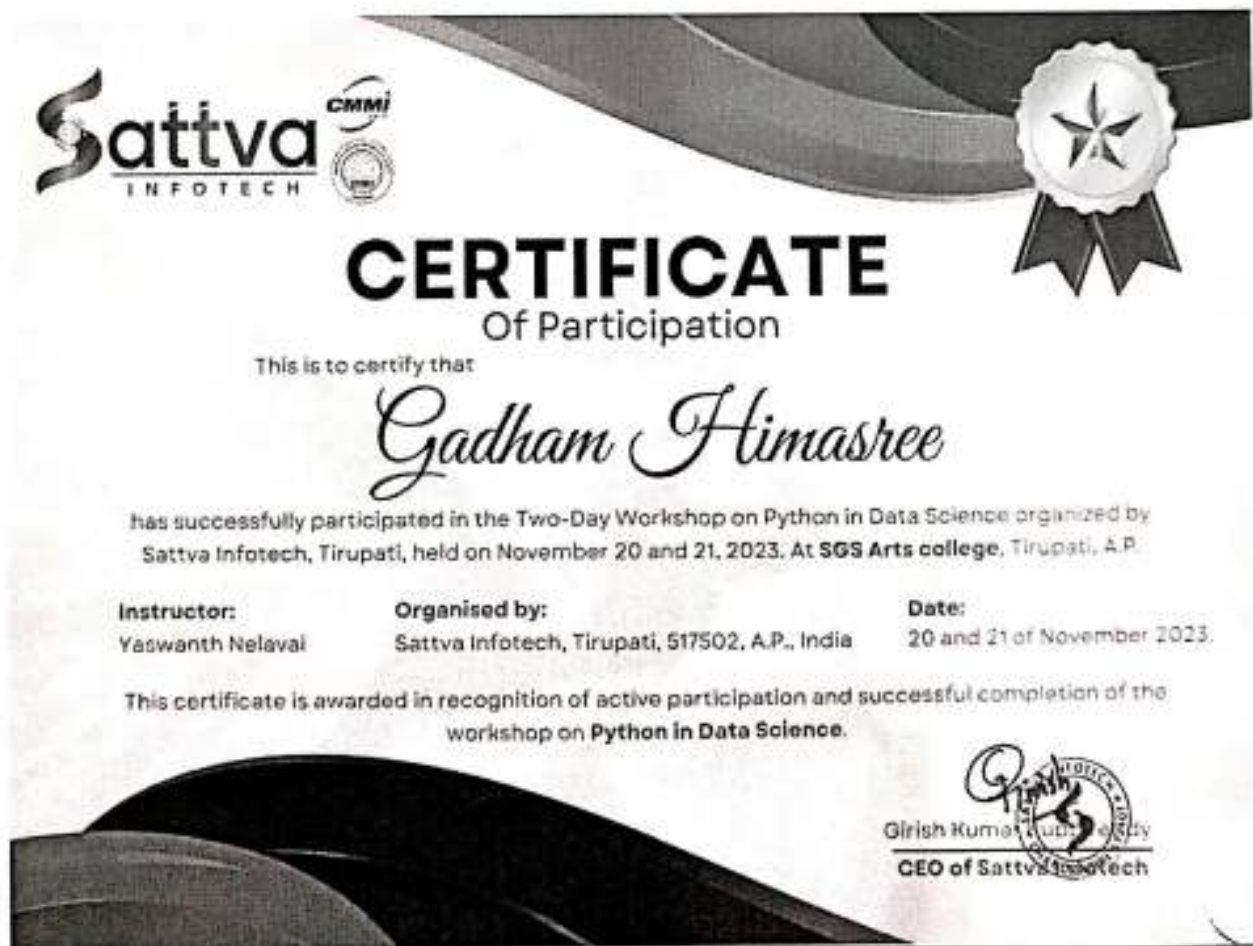 Sattva
INFOTECH
CMMI
CERTIFICATE
Of Participation
This is to certify that
Gadham Himasree
has successfully participated in the Two-Day Workshop on Python in Data Science organized by
Sattva Infotech, Tirupati, held on November 20 and 21, 2023. At SGS Arts college, Tirupati, A.P.
Instructor:
Yaswanth Nelavai
Organised by:
Sattva Infotech, Tirupati, 517502, A.P., India
Date:
20 and 21 of November 2023.
This certificate is awarded in recognition of active participation and successful completion of the
workshop on Python in Data Science.
Girish
Girish Kumar
CEO of Sattva Infotech